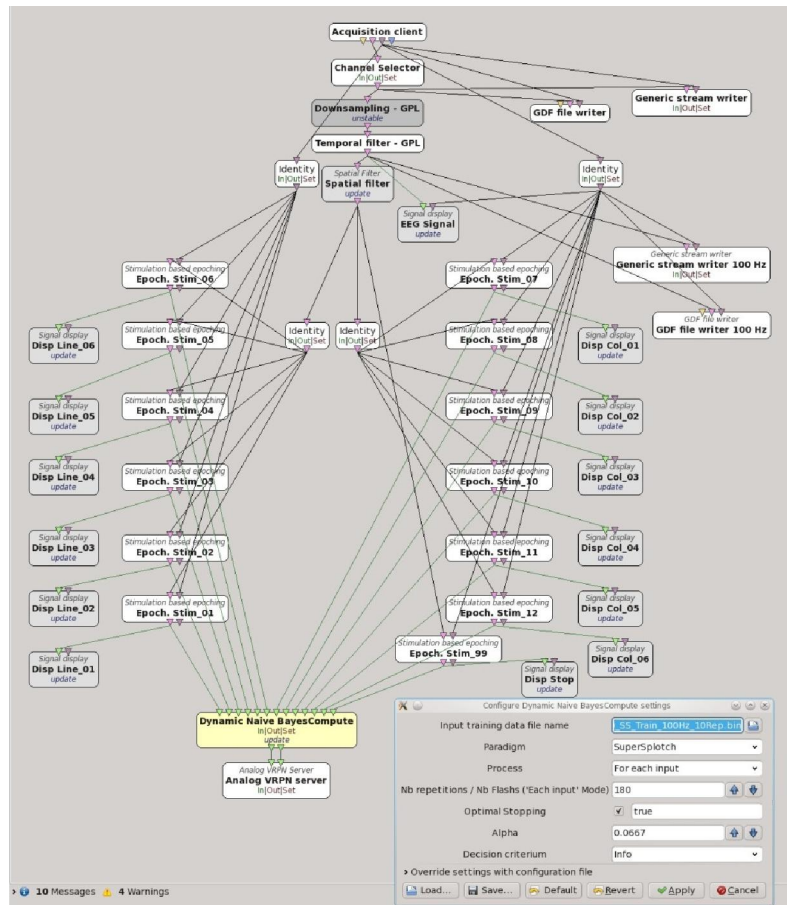 Acquisition client
Channel Selector
In|Out|Set
Generic stream writer
In|Out|Set
Downsampling - GPL
unstable
GDF file writer
Temporal filter - GPL
Identity
In|Out|Set
Spatial Filter
Spatial filter
update
Identity
In|Out|Set
Signal display
EEG Signal
update
Generic stream writer
Generic stream writer 100 Hz
In|Out|Set
Stimulation based epoching
Epoch. Stim_06
Stimulation based epoching
Epoch. Stim_07
GDF file writer
GDF file writer 100 Hz
Signal display
Disp Line_06
update
Stimulation based epoching
Epoch. Stim_05
Identity
In|Out|Set
Identity
In|Out|Set
Stimulation based epoching
Epoch. Stim_08
Signal display
Disp Col_01
update
Signal display
Disp Line_05
update
Stimulation based epoching
Epoch. Stim_04
Stimulation based epoching
Epoch. Stim_09
Signal display
Disp Col_02
update
Signal display
Disp Line_04
update
Stimulation based epoching
Epoch. Stim_03
Stimulation based epoching
Epoch. Stim_10
Signal display
Disp Col_03
update
Signal display
Disp Line_03
update
Stimulation based epoching
Epoch. Stim_02
Stimulation based epoching
Epoch. Stim_11
Signal display
Disp Col_04
update
Signal display
Disp Line_02
update
Stimulation based epoching
Epoch. Stim_01
Stimulation based epoching
Epoch. Stim_12
Signal display
Disp Col_05
update
Signal display
Disp Line_01
update
Stimulation based epoching
Epoch. Stim_99
Signal display
Disp Col_06
update
Signal display
Disp Stop
update
Dynamic Naive BayesCompute
In|Out|Set
update
Analog VRPN Server
Analog VRPN server
In|Out|Set
Configure Dynamic Naive BayesCompute settings
Input training data file name _S5_Train_100Hz_10Rep.bin
Paradigm SuperSplotch
Process For each input
Nb repetitions / Nb Flashs ('Each input' Mode) 180
Optimal Stopping true
Alpha 0.0667
Decision criterium Info
Override settings with configuration file
Load... Save... Default Revert Apply Cancel
10 Messages 4 Warnings